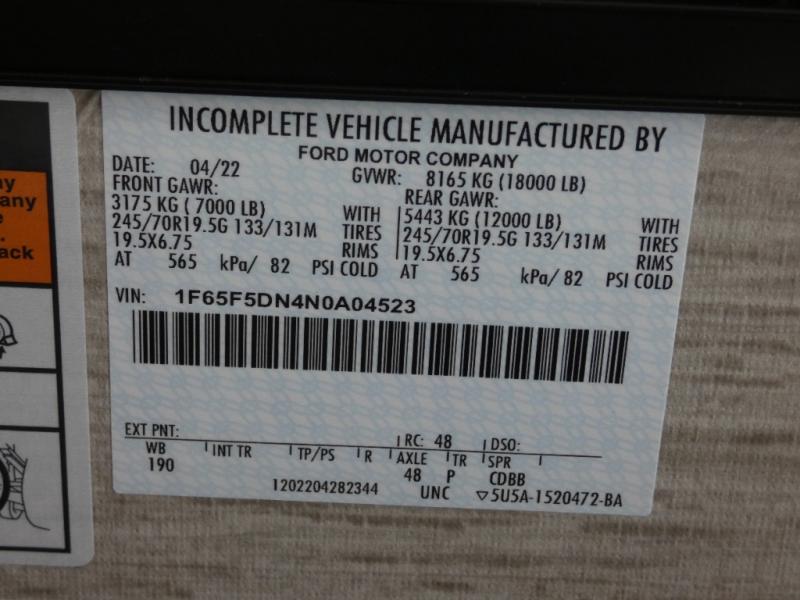 INCOMPLETE VEHICLE MANUFACTURED BY
FORD MOTOR COMPANY
DATE: 04/22 GVWR: 8165 KG (18000 LB)
FRONT GAWR: REAR GAWR:
3175 KG ( 7000 LB) WITH 5443 KG (12000 LB) WITH
245/70R19.5G 133/131M TIRES 245/70R19.5G 133/131M TIRES
19.5X6.75 RIMS 19.5X6.75 RIMS
AT 565 kPa/ 82 PSI COLD AT 565 kPa/ 82 PSI COLD
VIN: 1F65F5DN4N0A04523
EXT PNT: RC: 48 DSO:
WB INT TR TP/PS R AXLE TR SPR
190 48 P CDBB
1202204282344 UNC ▽5U5A-1520472-BA
any
ack